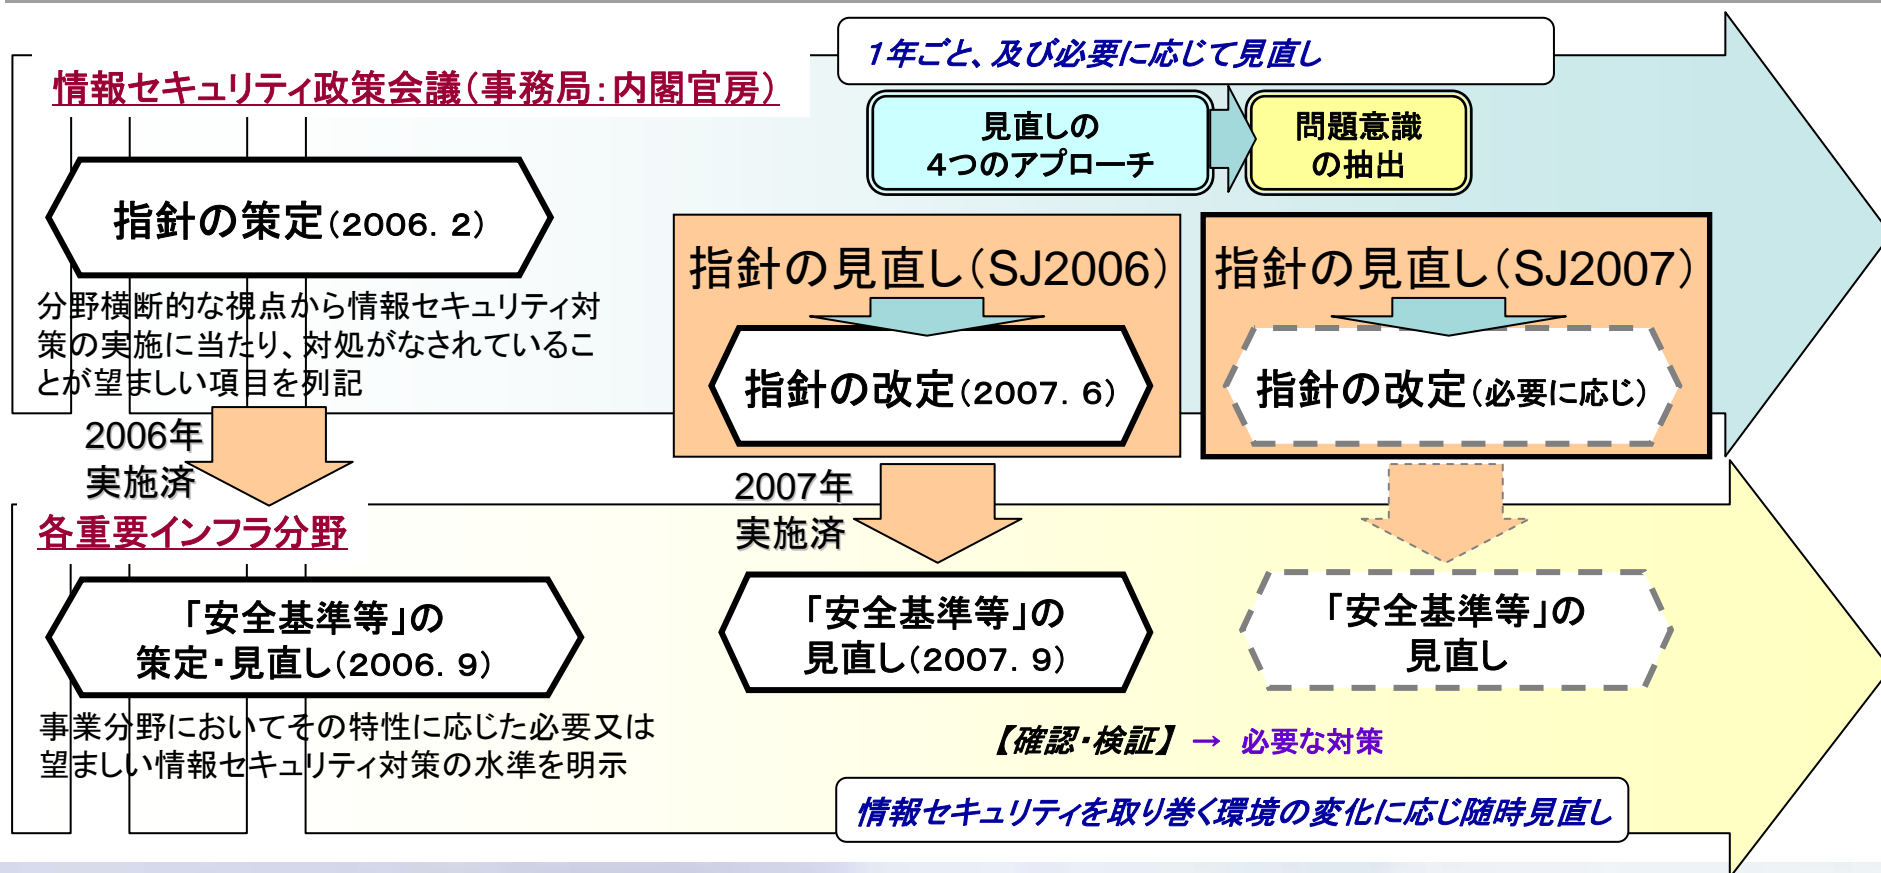 1年ごと、及び必要に応じて見直し
情報セキュリティ政策会議(事務局:内閣官房)
見直しの
4つのアプローチ
問題意識
の抽出
指針の策定(2006.2)
分野横断的な視点から情報セキュリティ対
策の実施に当たり、対処がなされているこ
とが望ましい項目を列記
指針の見直し(SJ2006)
指針の改定(2007.6)
指針の見直し(SJ2007)
指針の改定(必要に応じ)
2006年
実施済
2007年
実施済
各重要インフラ分野
「安全基準等」の
策定・見直し(2006.9)
「安全基準等」の
見直し(2007.9)
「安全基準等」の
見直し
事業分野においてその特性に応じた必要又は
望ましい情報セキュリティ対策の水準を明示
【確認・検証】 → 必要な対策
情報セキュリティを取り巻く環境の変化に応じ随時見直し